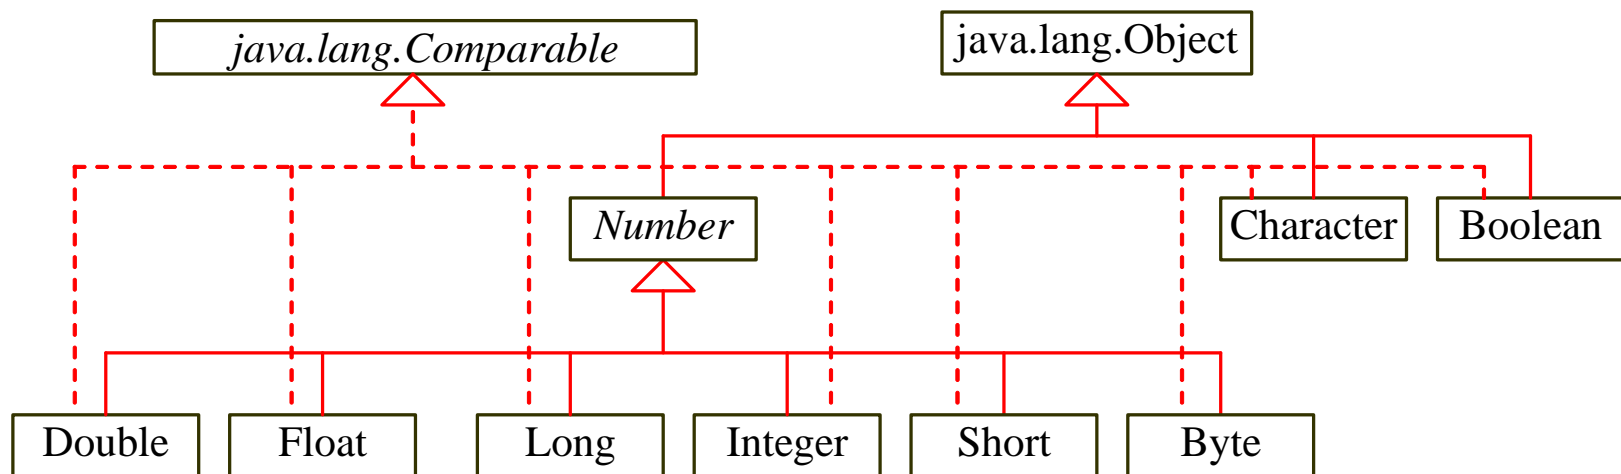 java.lang.Comparable
java.lang.Object
Number
Character
Boolean
Double
Float
Long
Integer
Short
Byte